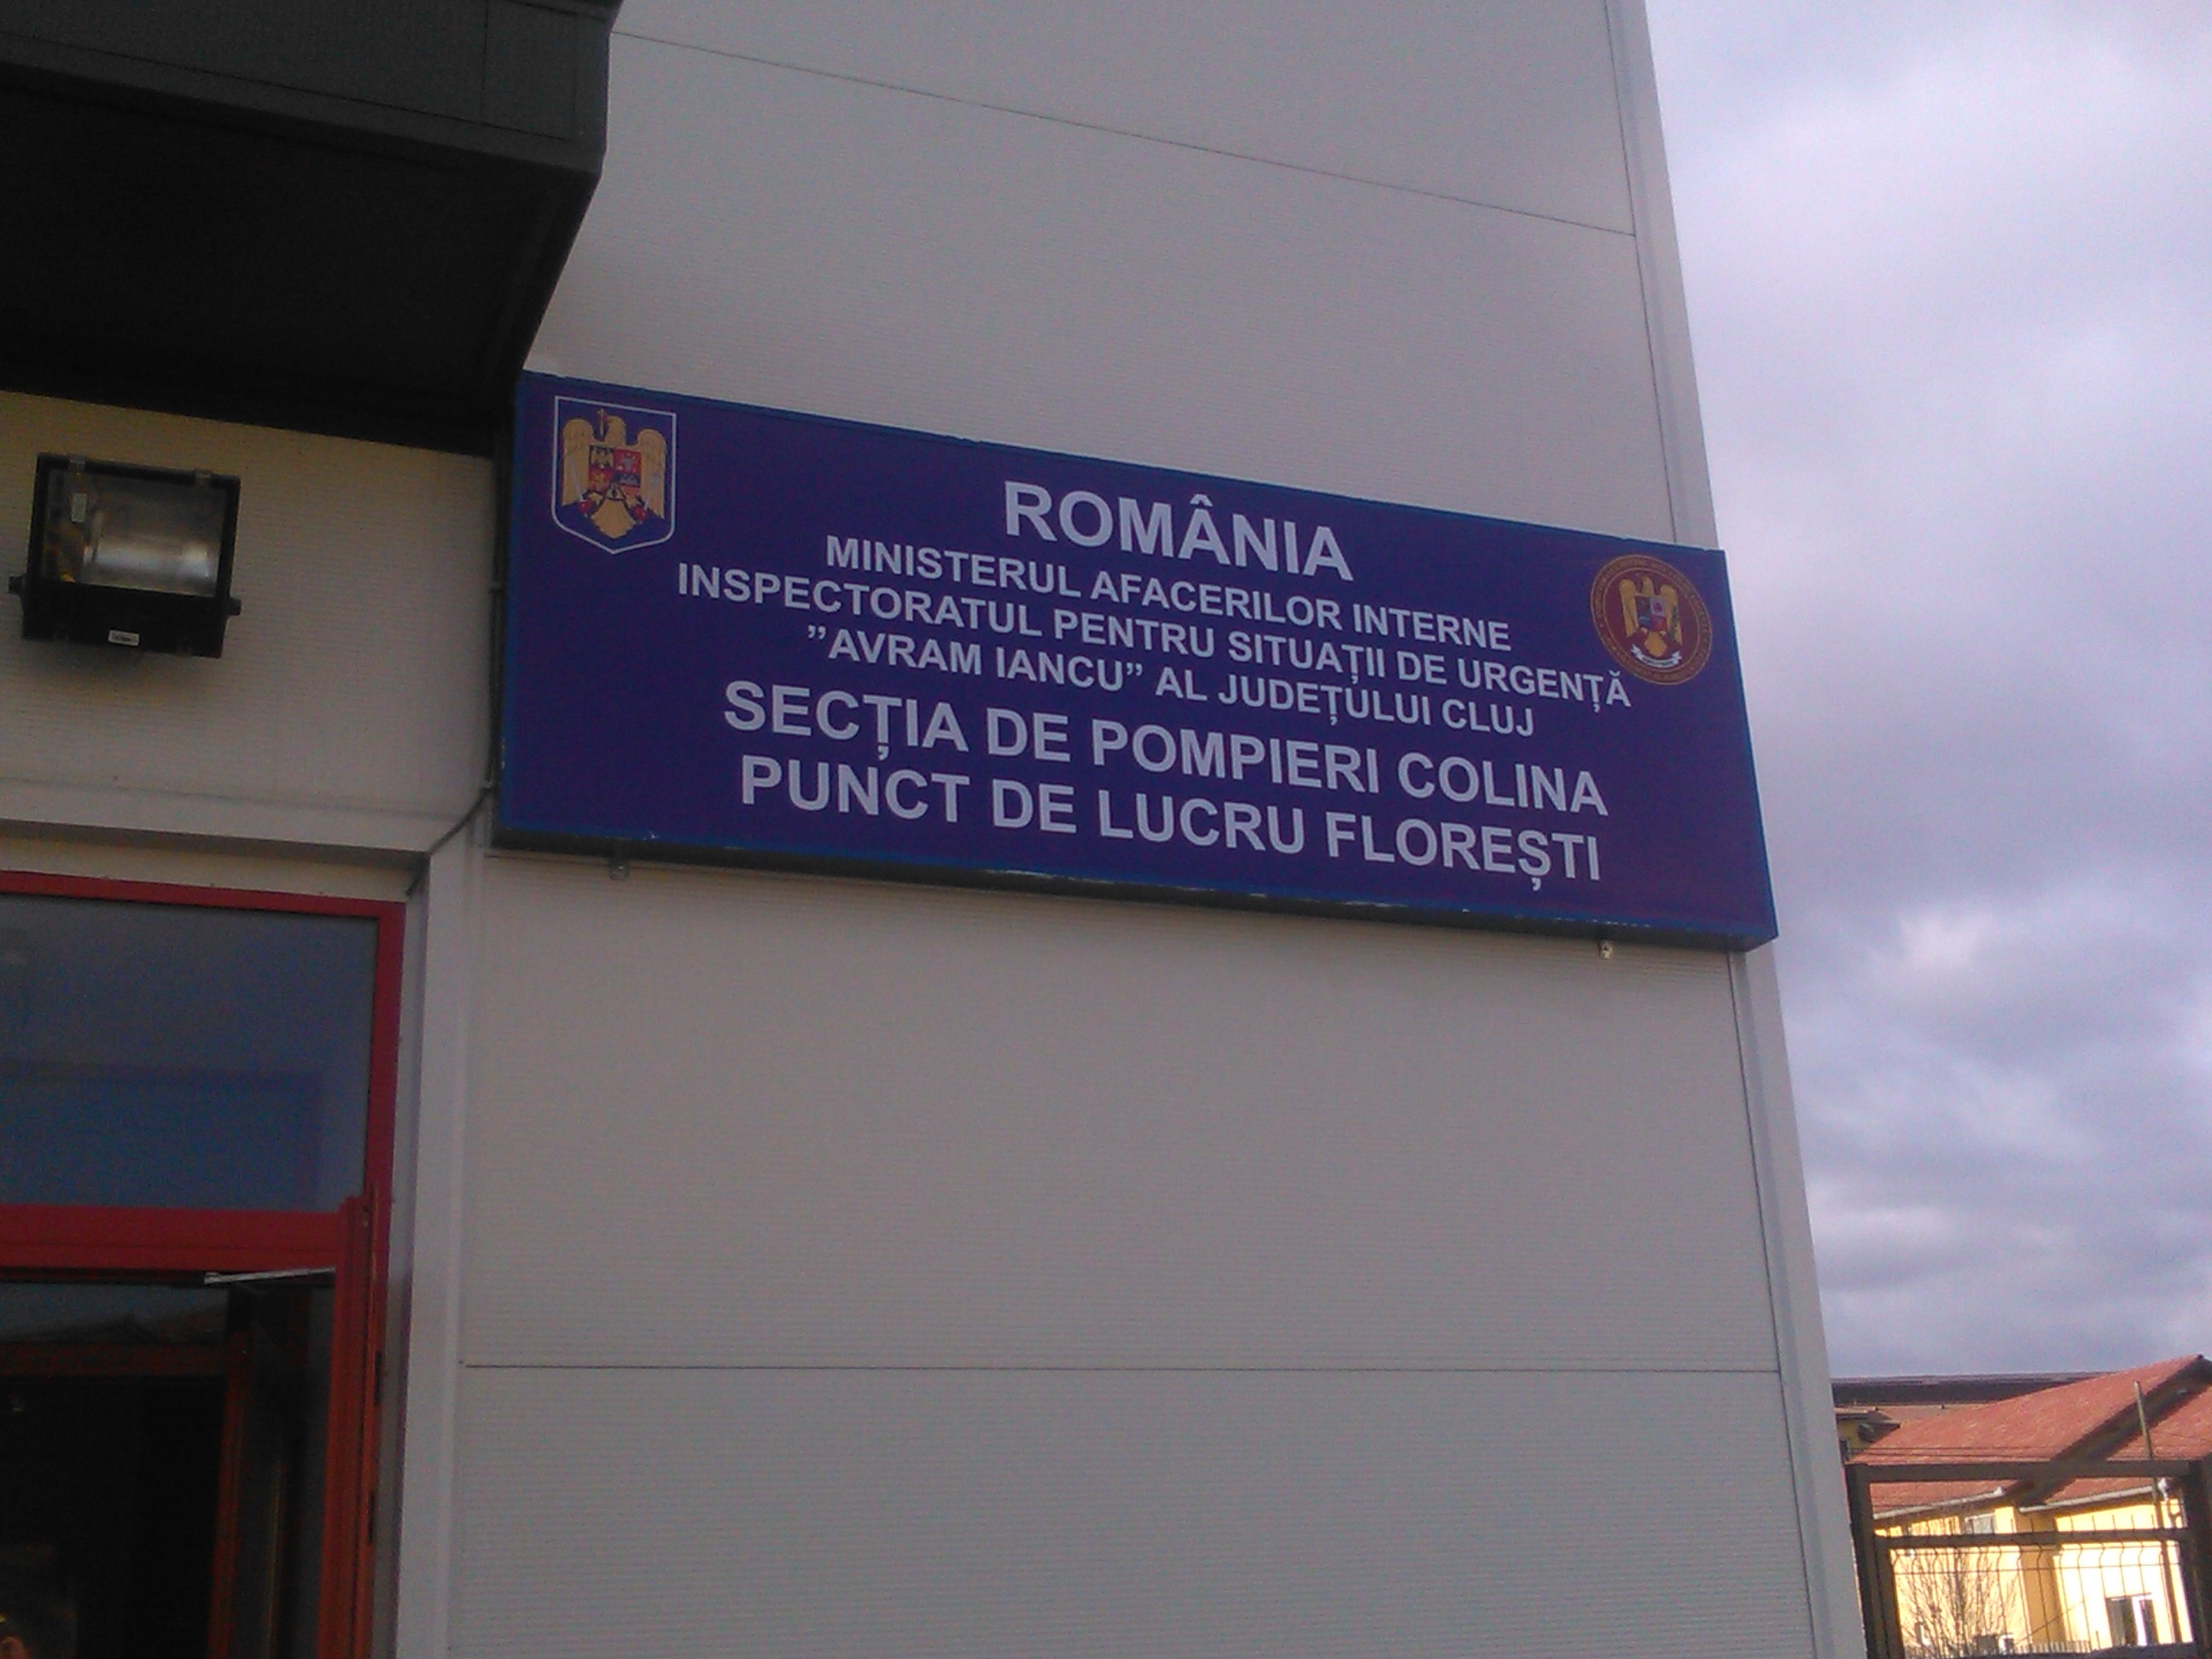 ROMÂNIA
MINISTERUL AFACERILOR INTERNE
INSPECTORATUL PENTRU SITUAȚII DE URGENȚĂ
”AVRAM IANCU” AL JUDEȚULUI CLUJ
SECȚIA DE POMPIERI COLINA
PUNCT DE LUCRU FLOREȘTI